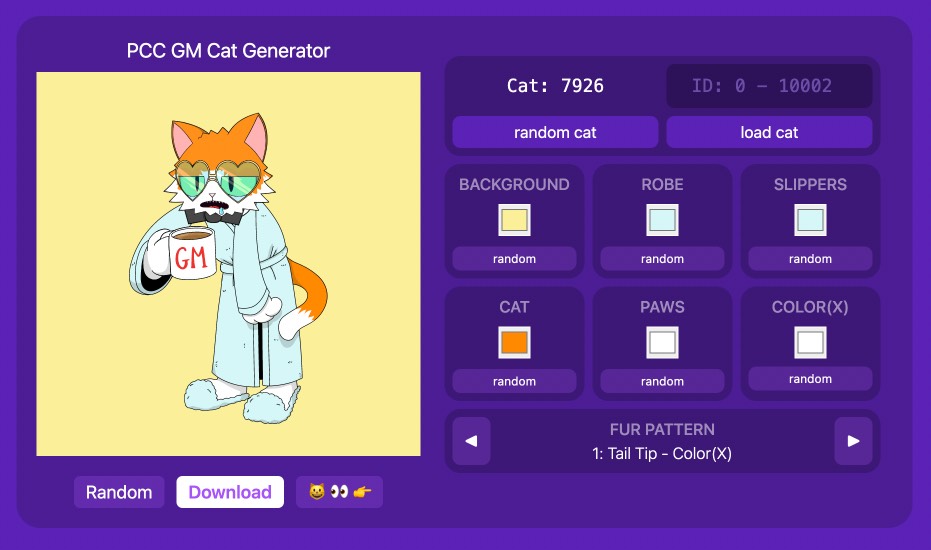 PCC GM Cat Generator
GM
Random
Download
😺 👀 👉
Cat: 7926
ID: 0 - 10002
random cat
load cat
BACKGROUND
random
ROBE
random
SLIPPERS
random
CAT
random
PAWS
random
COLOR(X)
random
◀
FUR PATTERN
1: Tail Tip - Color(X)
▶